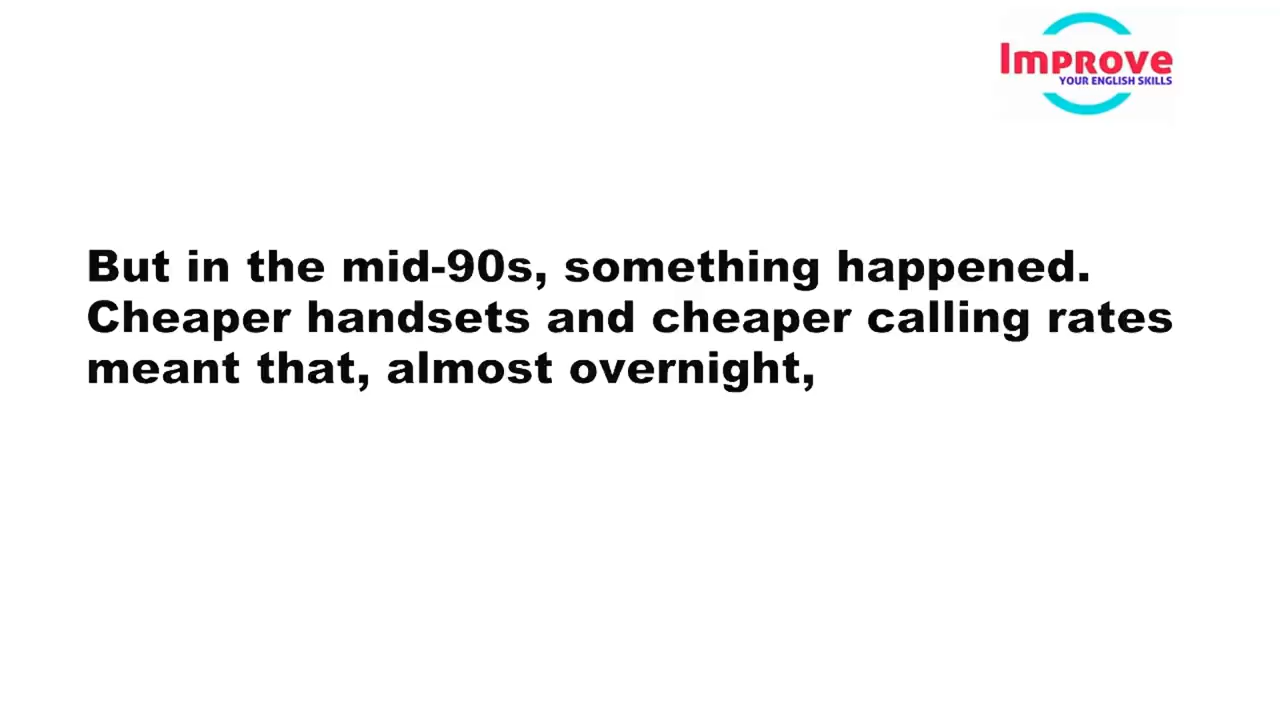 Improve
YOUR ENGLISH SKILLS
But in the mid-90s, something happened.
Cheaper handsets and cheaper calling rates
meant that, almost overnight,